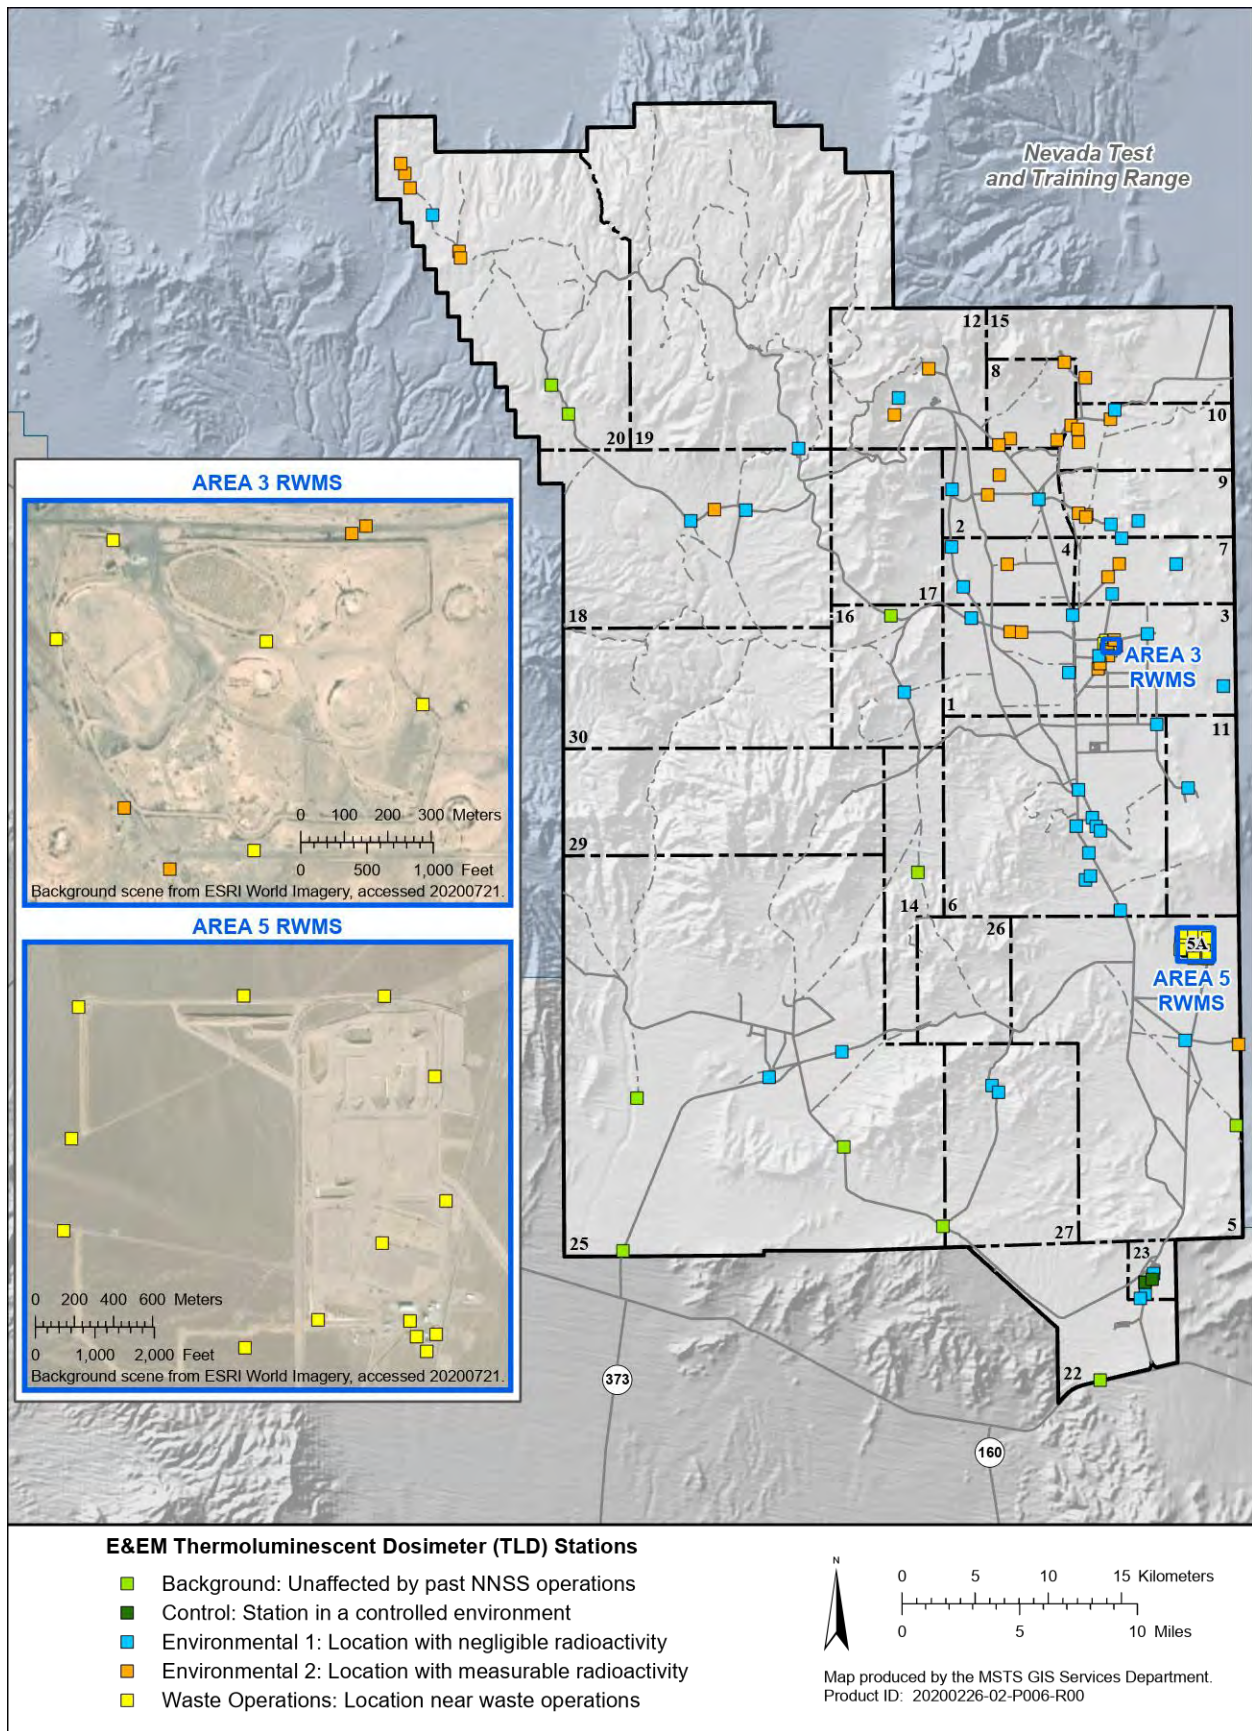 Nevada Test
and Training Range
12
15
8
10
20
19
9
2
4
7
18
17
16
3
AREA 3
RWMS
1
30
11
29
14
6
26
5A
AREA 5
RWMS
25
27
5
23
22
373
160
AREA 3 RWMS
0 100 200 300 Meters
0 500 1,000 Feet
Background scene from ESRI World Imagery, accessed 20200721.
AREA 5 RWMS
0 200 400 600 Meters
0 1,000 2,000 Feet
Background scene from ESRI World Imagery, accessed 20200721.
E&EM Thermoluminescent Dosimeter (TLD) Stations
Background: Unaffected by past NNSS operations
Control: Station in a controlled environment
Environmental 1: Location with negligible radioactivity
Environmental 2: Location with measurable radioactivity
Waste Operations: Location near waste operations
N
0 5 10 15 Kilometers
0 5 10 Miles
Map produced by the MSTS GIS Services Department.
Product ID: 20200226-02-P006-R00